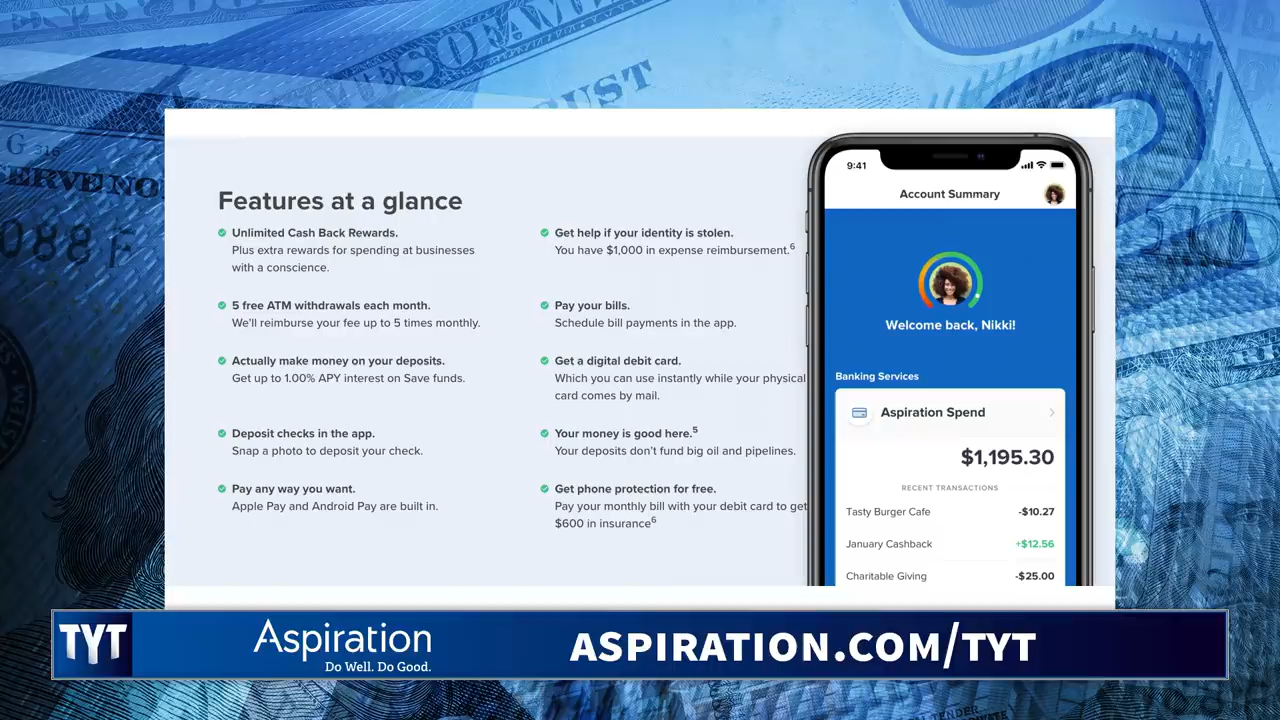 G 316
Features at a glance
Unlimited Cash Back Rewards.
Plus extra rewards for spending at businesses
with a conscience.
5 free ATM withdrawals each month.
We'll reimburse your fee up to 5 times monthly.
Actually make money on your deposits.
Get up to 1.00% APY interest on Save funds.
Deposit checks in the app.
Snap a photo to deposit your check.
Pay any way you want.
Apple Pay and Android Pay are built in.
Get help if your identity is stolen.
You have $1,000 in expense reimbursement.6
Pay your bills.
Schedule bill payments in the app.
Get a digital debit card.
Which you can use instantly while your physical
card comes by mail.
Your money is good here.5
Your deposits don't fund big oil and pipelines.
Get phone protection for free.
Pay your monthly bill with your debit card to get
$600 in insurance6
9:41
Account Summary
Welcome back, Nikki!
Banking Services
Aspiration Spend
$1,195.30
RECENT TRANSACTIONS
Tasty Burger Cafe -$10.27
January Cashback +$12.56
Charitable Giving -$25.00
TYT
Aspiration
Do Well. Do Good.
ASPIRATION.COM/TYT